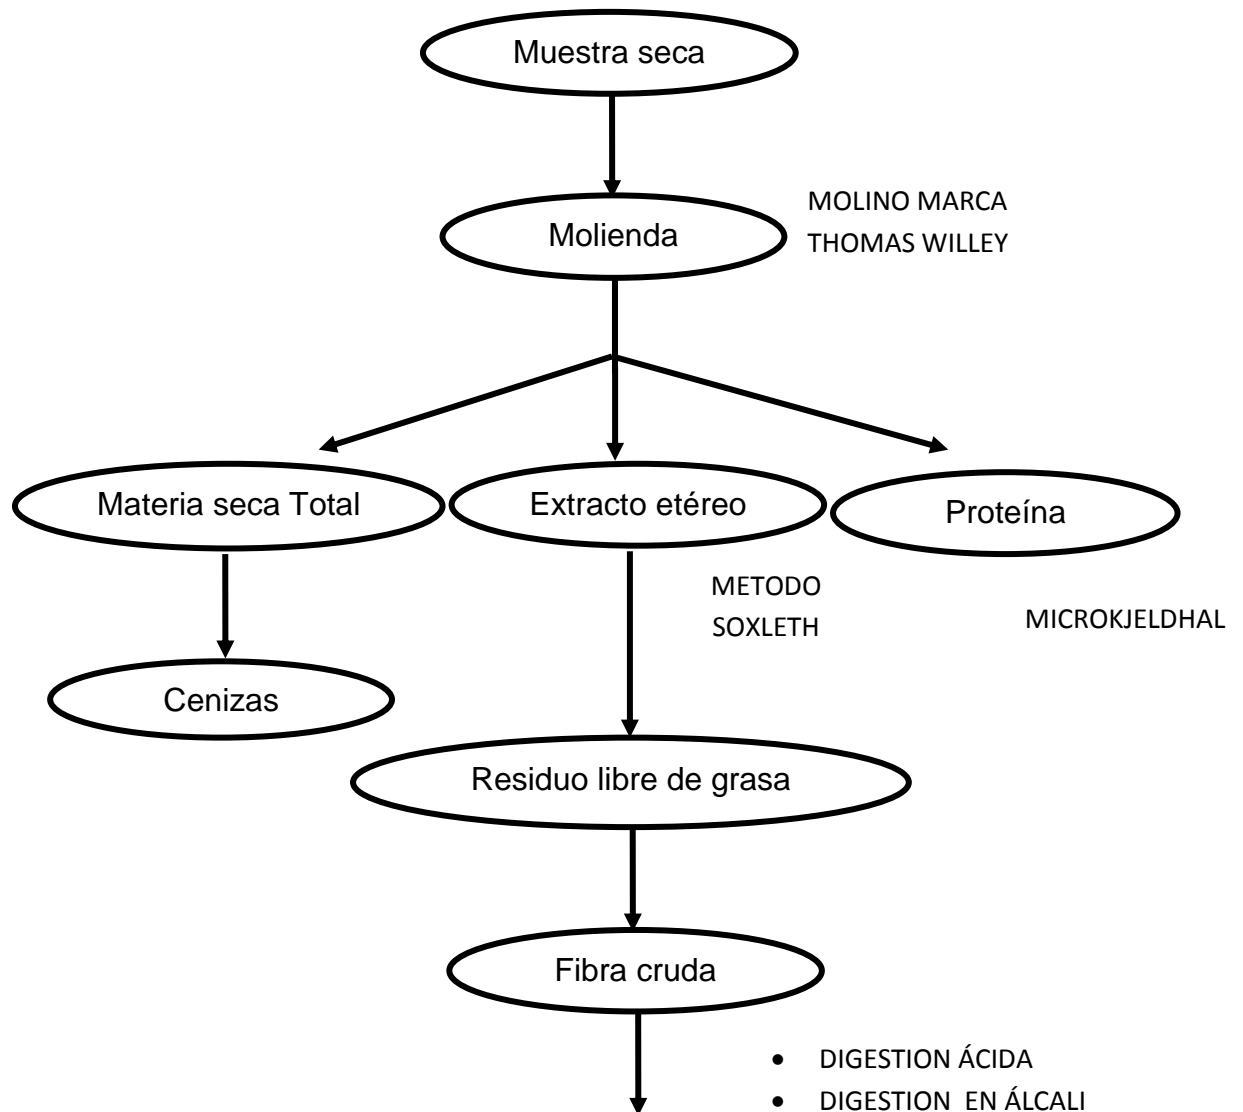 Muestra seca
MOLINO MARCA
THOMAS WILLEY
Molienda
Materia seca Total
Extracto etéreo
Proteína
METODO
SOXLETH
MICROKJELDHAL
Cenizas
Residuo libre de grasa
Fibra cruda
• DIGESTION ÁCIDA
• DIGESTION EN ÁLCALI